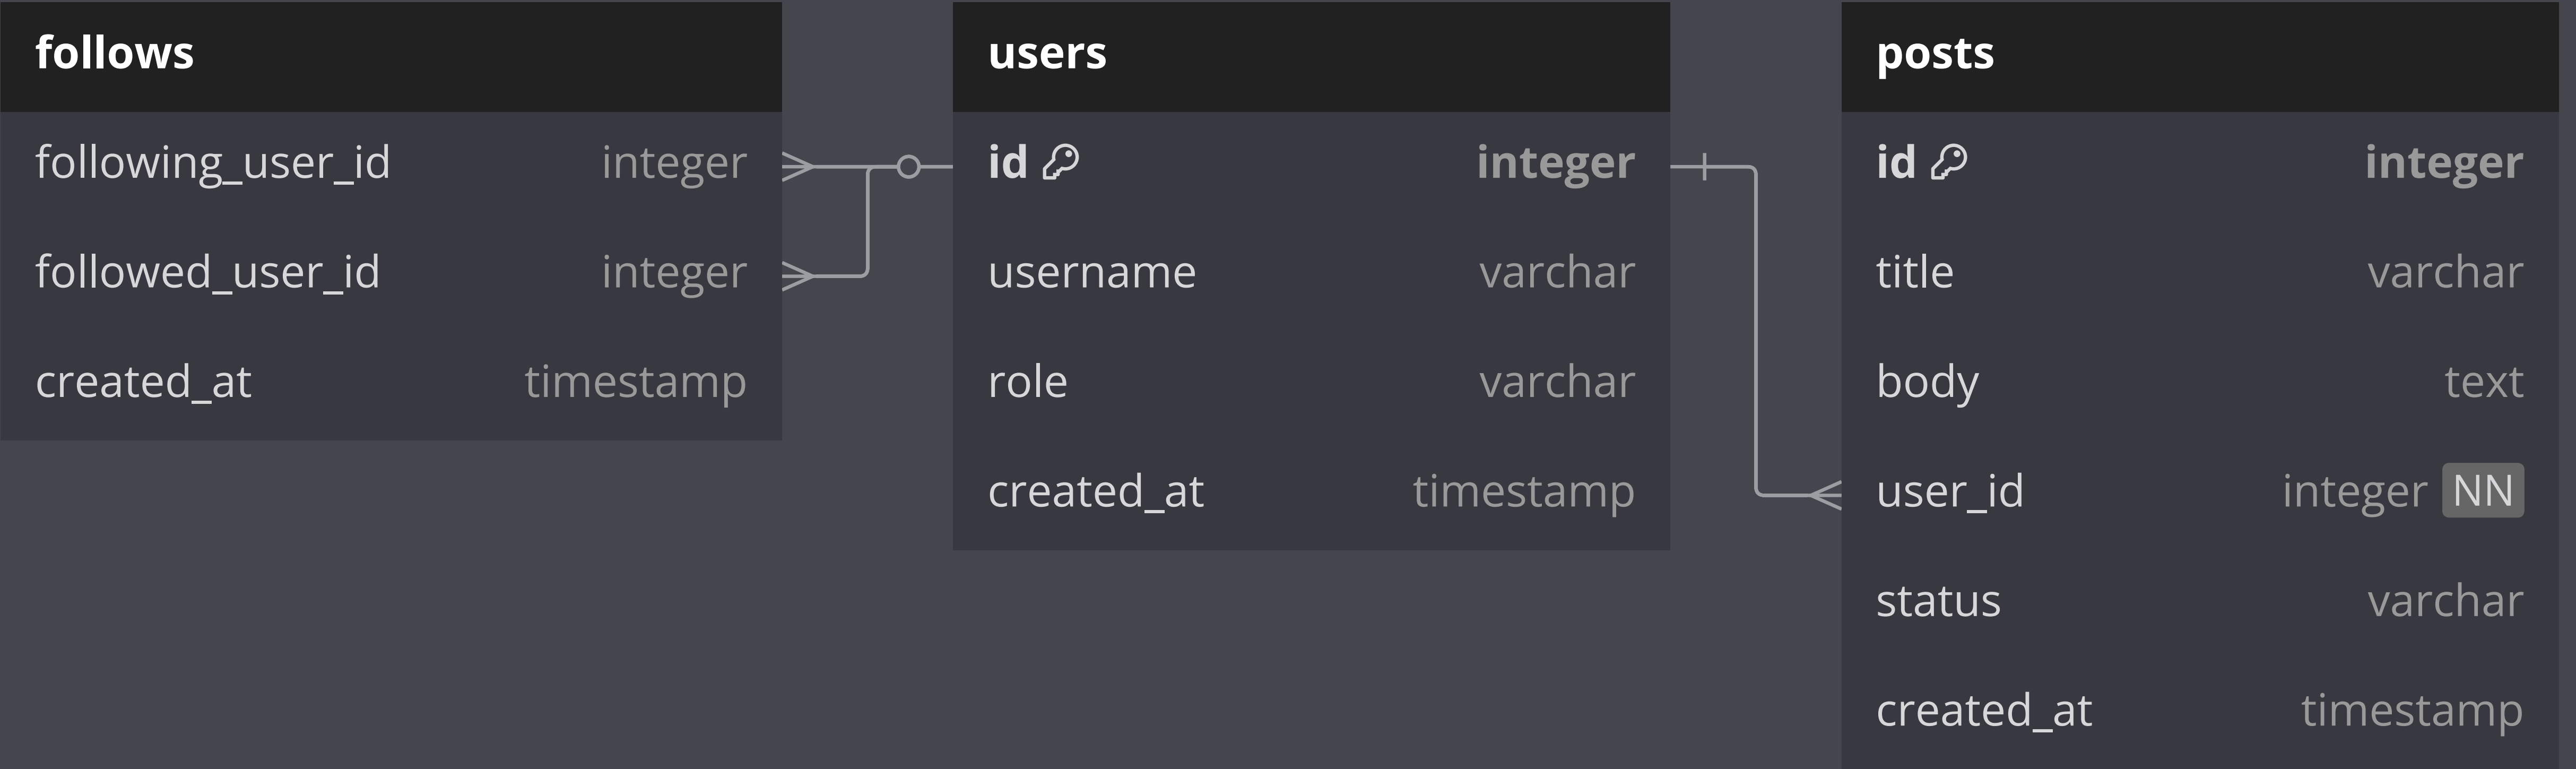 follows
following_user_id integer
followed_user_id integer
created_at timestamp
users
id integer
username varchar
role varchar
created_at timestamp
posts
id integer
title varchar
body text
user_id integer NN
status varchar
created_at timestamp